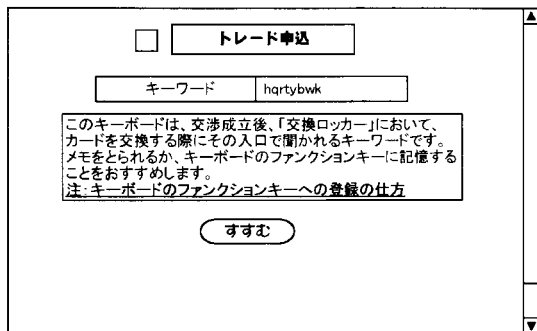 トレード申込
キーワード hqrtybwk
このキーボードは、交渉成立後、「交換ロッカー」において、
カードを交換する際にその入口で聞かれるキーワードです。
メモをとられるか、キーボードのファンクションキーに記憶する
ことをおすすめします。
注:キーボードのファンクションキーへの登録の仕方
すすむ